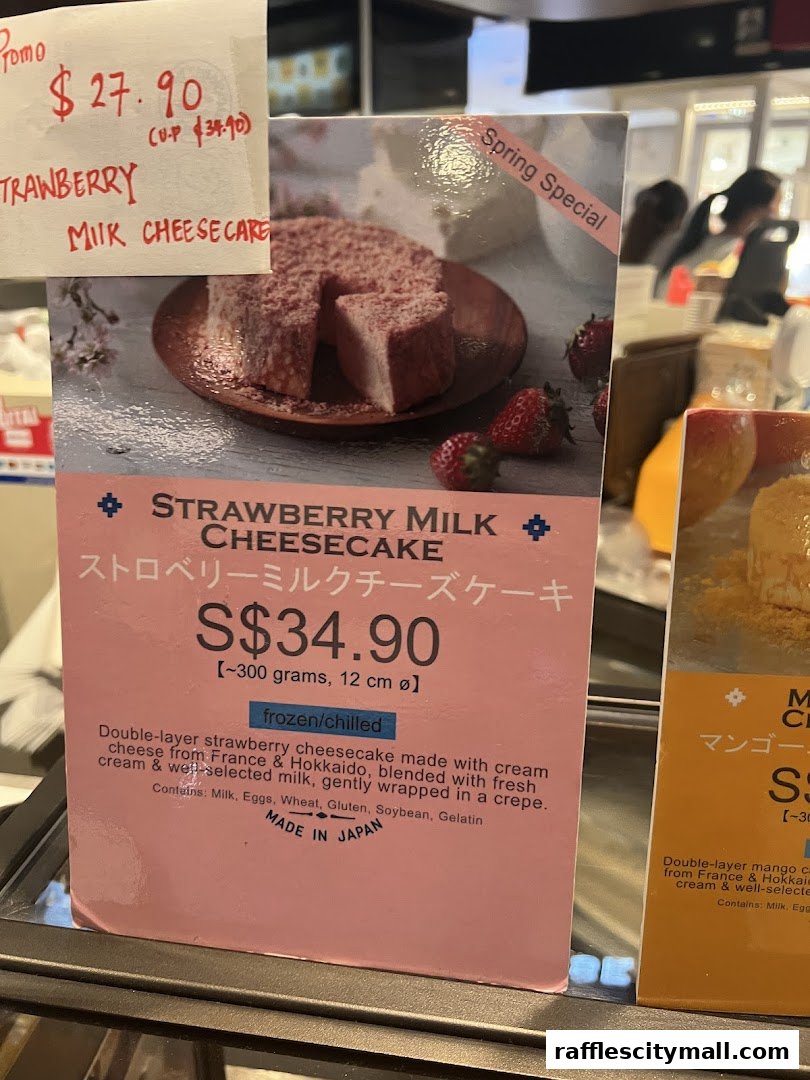 Promo
$27.90
(U.P $34.90)
TRAWBERRY
MIlK CHEESECAKE
Spring Special
STRAWBERRY MILK
CHEESECAKE
ストロベリーミルクチーズケーキ
S$34.90
【~300 grams, 12 cm ø】
frozen/chilled
Double-layer strawberry cheesecake made with cream
cheese from France & Hokkaido, blended with fresh
cream & well-selected milk, gently wrapped in a crepe.
Contains: Milk, Eggs, Wheat, Gluten, Soybean, Gelatin
MADE IN JAPAN
マンゴー
Double-layer mango
from France &
cream & well-selected
Contains: Milk,
rafflescitymall.com